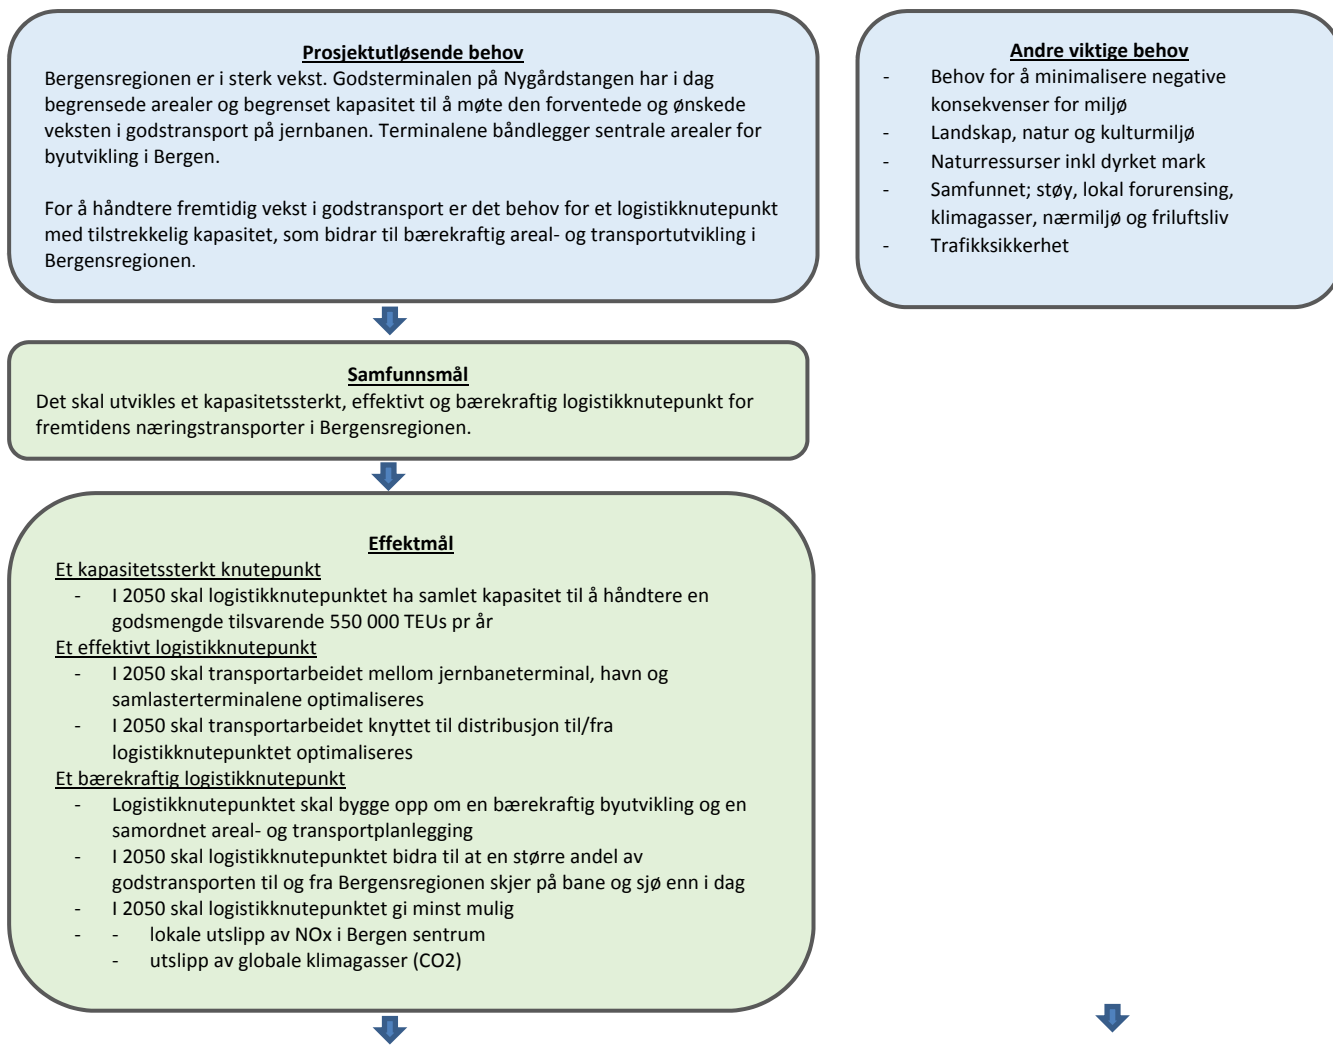 Prosjektutløsende behov
Bergensregionen er i sterk vekst. Godsterminalen på Nygårdstangen har i dag
begrensede arealer og begrenset kapasitet til å møte den forventede og ønskede
veksten i godstransport på jernbanen. Terminalene båndlegger sentrale arealer for
byutvikling i Bergen.
For å håndtere fremtidig vekst i godstransport er det behov for et logistikknutepunkt
med tilstrekkelig kapasitet, som bidrar til bærekraftig areal- og transportutvikling i
Bergensregionen.
Andre viktige behov
- Behov for å minimalisere negative
konsekvenser for miljø
- Landskap, natur og kulturmiljø
- Naturressurser inkl dyrket mark
- Samfunnet; støy, lokal forurensing,
klimagasser, nærmiljø og friluftsliv
- Trafikksikkerhet
Samfunnsmål
Det skal utvikles et kapasitetssterkt, effektivt og bærekraftig logistikknutepunkt for
fremtidens næringstransporter i Bergensregionen.
Effektmål
Et kapasitetssterkt knutepunkt
- I 2050 skal logistikknutepunktet ha samlet kapasitet til å håndtere en
godsmengde tilsvarende 550 000 TEUs pr år
Et effektivt logistikknutepunkt
- I 2050 skal transportarbeidet mellom jernbaneterminal, havn og
samlasterterminalene optimaliseres
- I 2050 skal transportarbeidet knyttet til distribusjon til/fra
logistikknutepunktet optimaliseres
Et bærekraftig logistikknutepunkt
- Logistikknutepunktet skal bygge opp om en bærekraftig byutvikling og en
samordnet areal- og transportplanlegging
- I 2050 skal logistikknutepunktet bidra til at en større andel av
godstransporten til og fra Bergensregionen skjer på bane og sjø enn i dag
- I 2050 skal logistikknutepunktet gi minst mulig
- - lokale utslipp av NOx i Bergen sentrum
- utslipp av globale klimagasser (CO2)